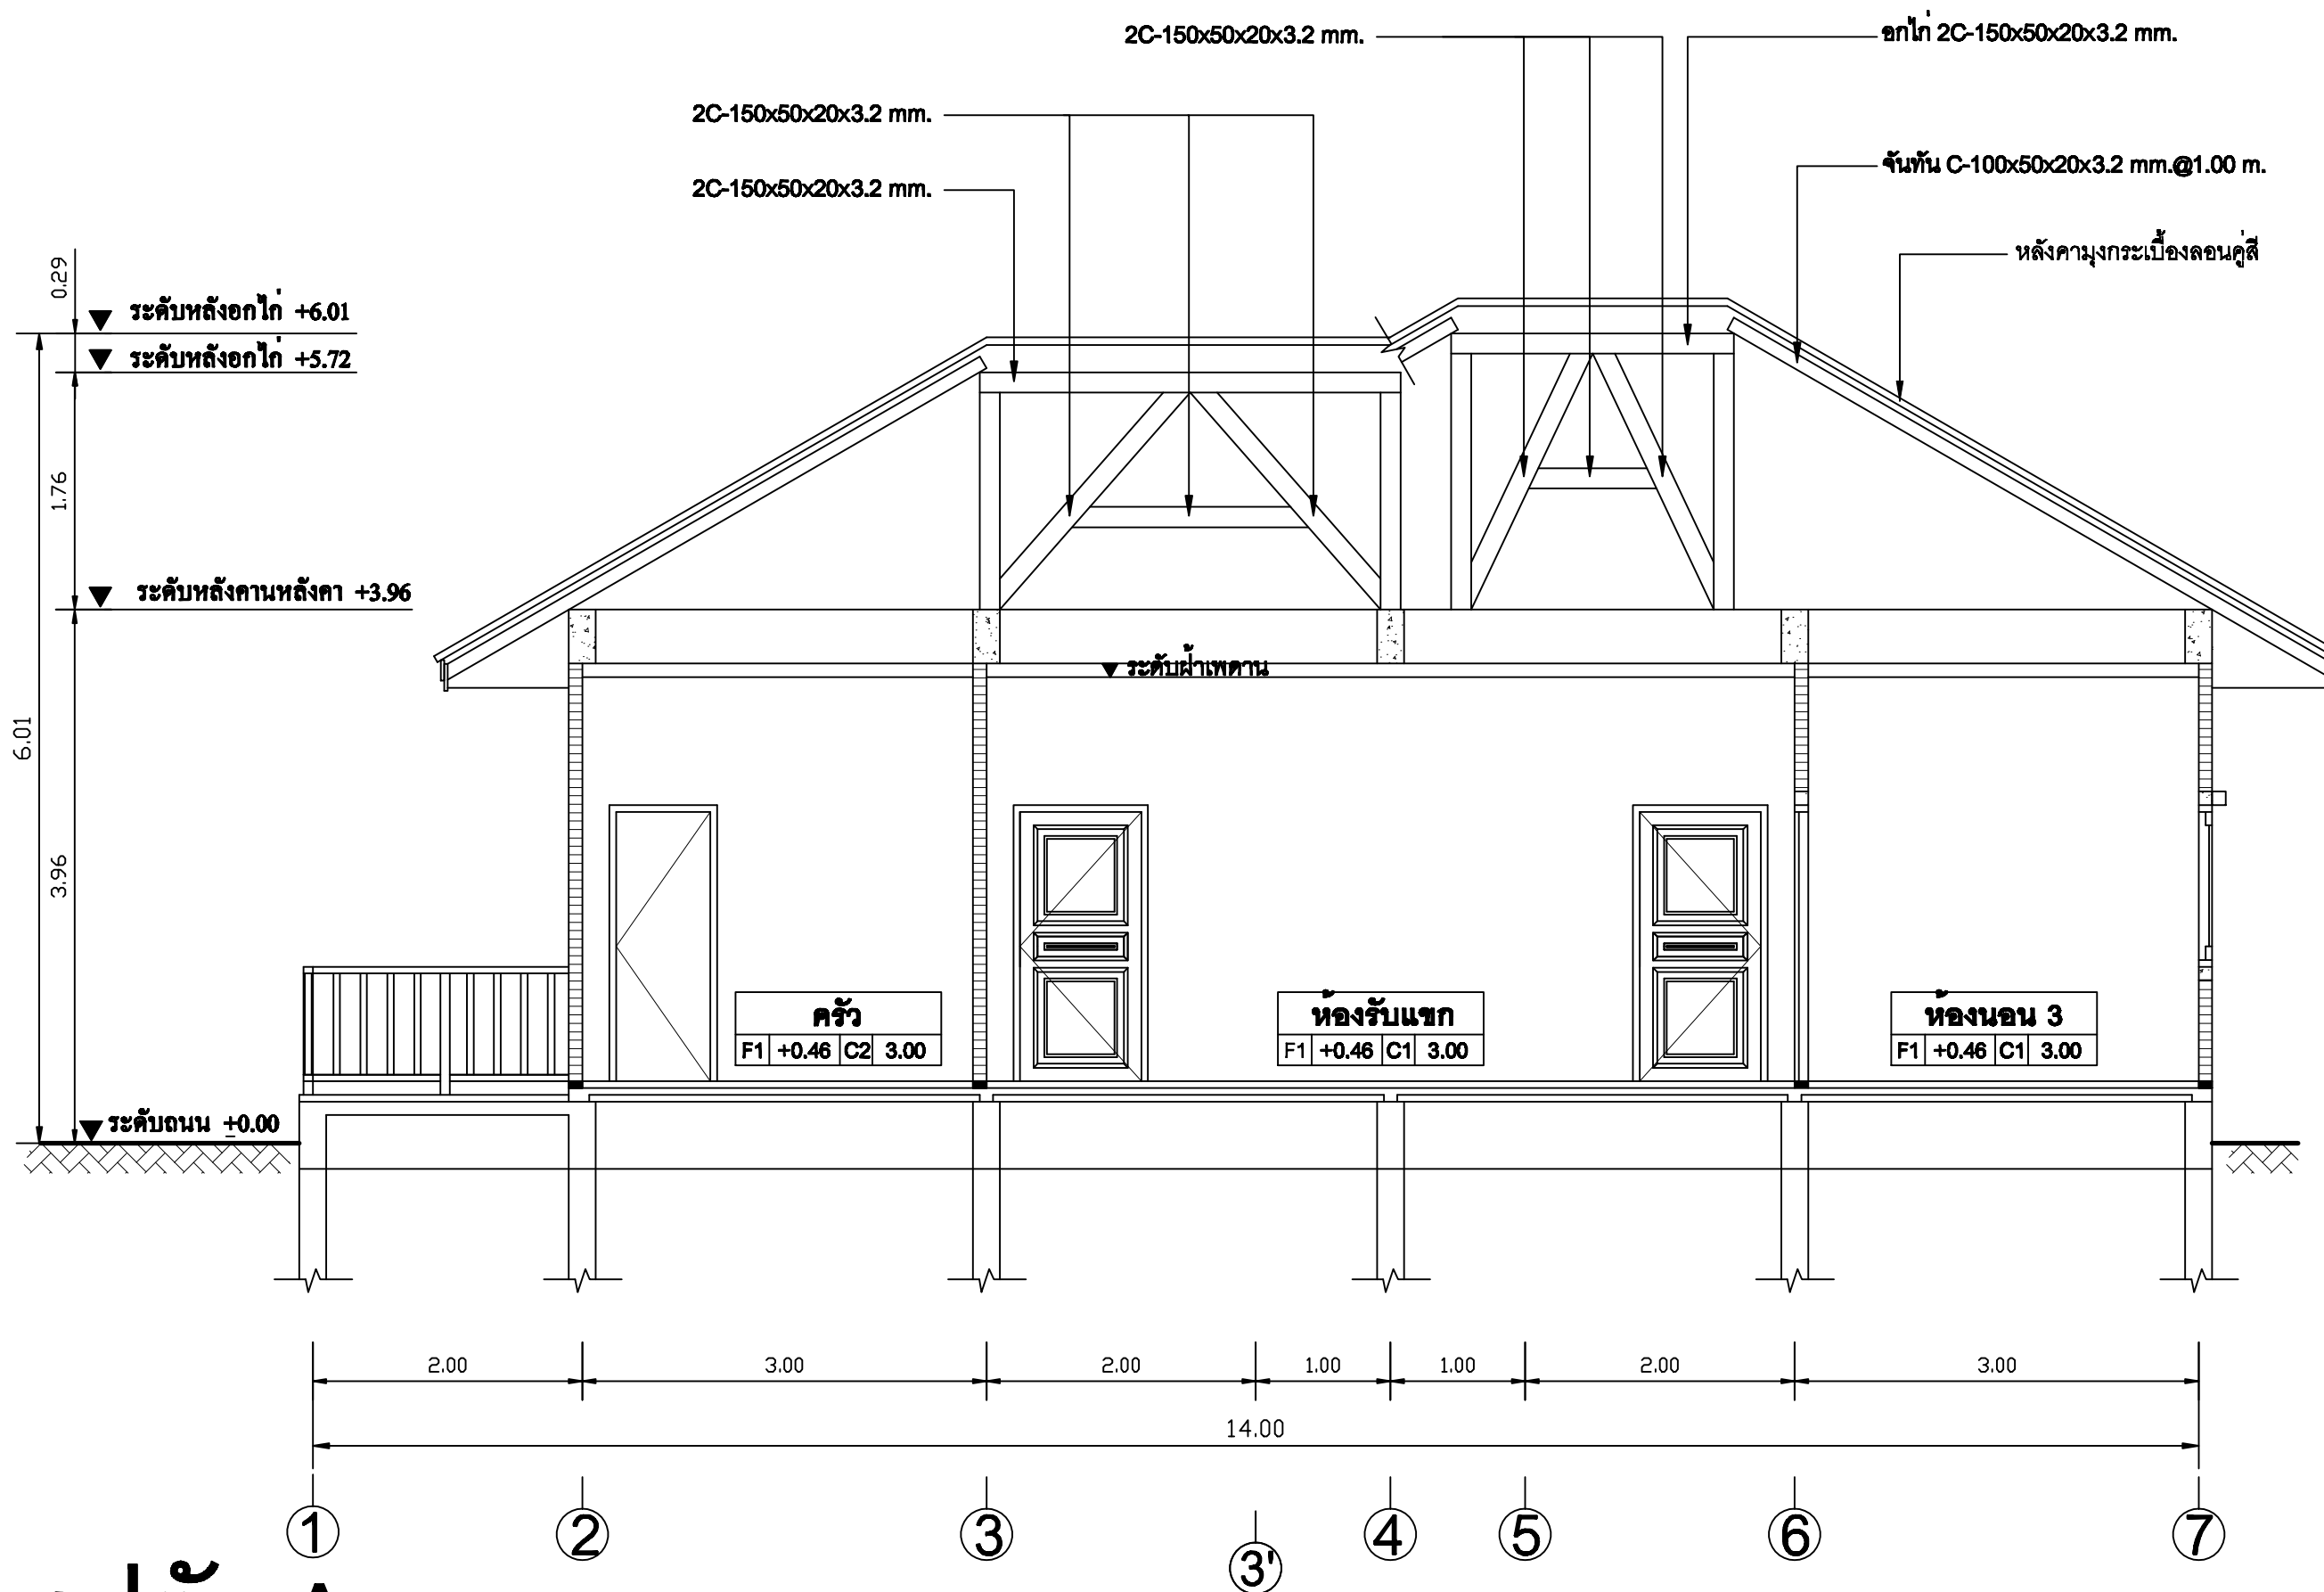 2C-150x50x20x3.2 mm.
อกไก่ 2C-150x50x20x3.2 mm.
2C-150x50x20x3.2 mm.
จันทัน C-100x50x20x3.2 mm.@1.00 m.
2C-150x50x20x3.2 mm.
หลังคามุงกระเบื้องลอนคู่สี
0.29
ระดับหลังอกไก่ +6.01
ระดับหลังอกไก่ +5.72
1.76
ระดับหลังคานหลังคา +3.96
ระดับฝ้าเพดาน
6.01
3.96
ครัว
F1 +0.46 C2 3.00
ห้องรับแขก
F1 +0.46 C1 3.00
ห้องนอน 3
F1 +0.46 C1 3.00
ระดับถนน ±0.00
2.00 3.00 2.00 1.00 1.00 2.00 3.00
14.00
1 2 3 3' 4 5 6 7